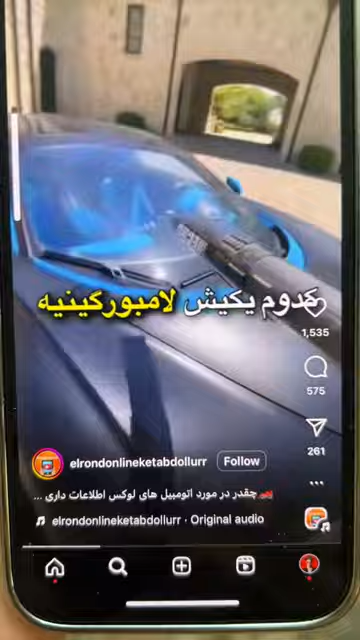 کدوم یکیش لامبورگینیه
1,535
575
261
elrondonlineketabdollurr Follow
چقدر در مورد اتومبیل های لوکس اطلاعات داری ...
elrondonlineketabdollurr · Original audio